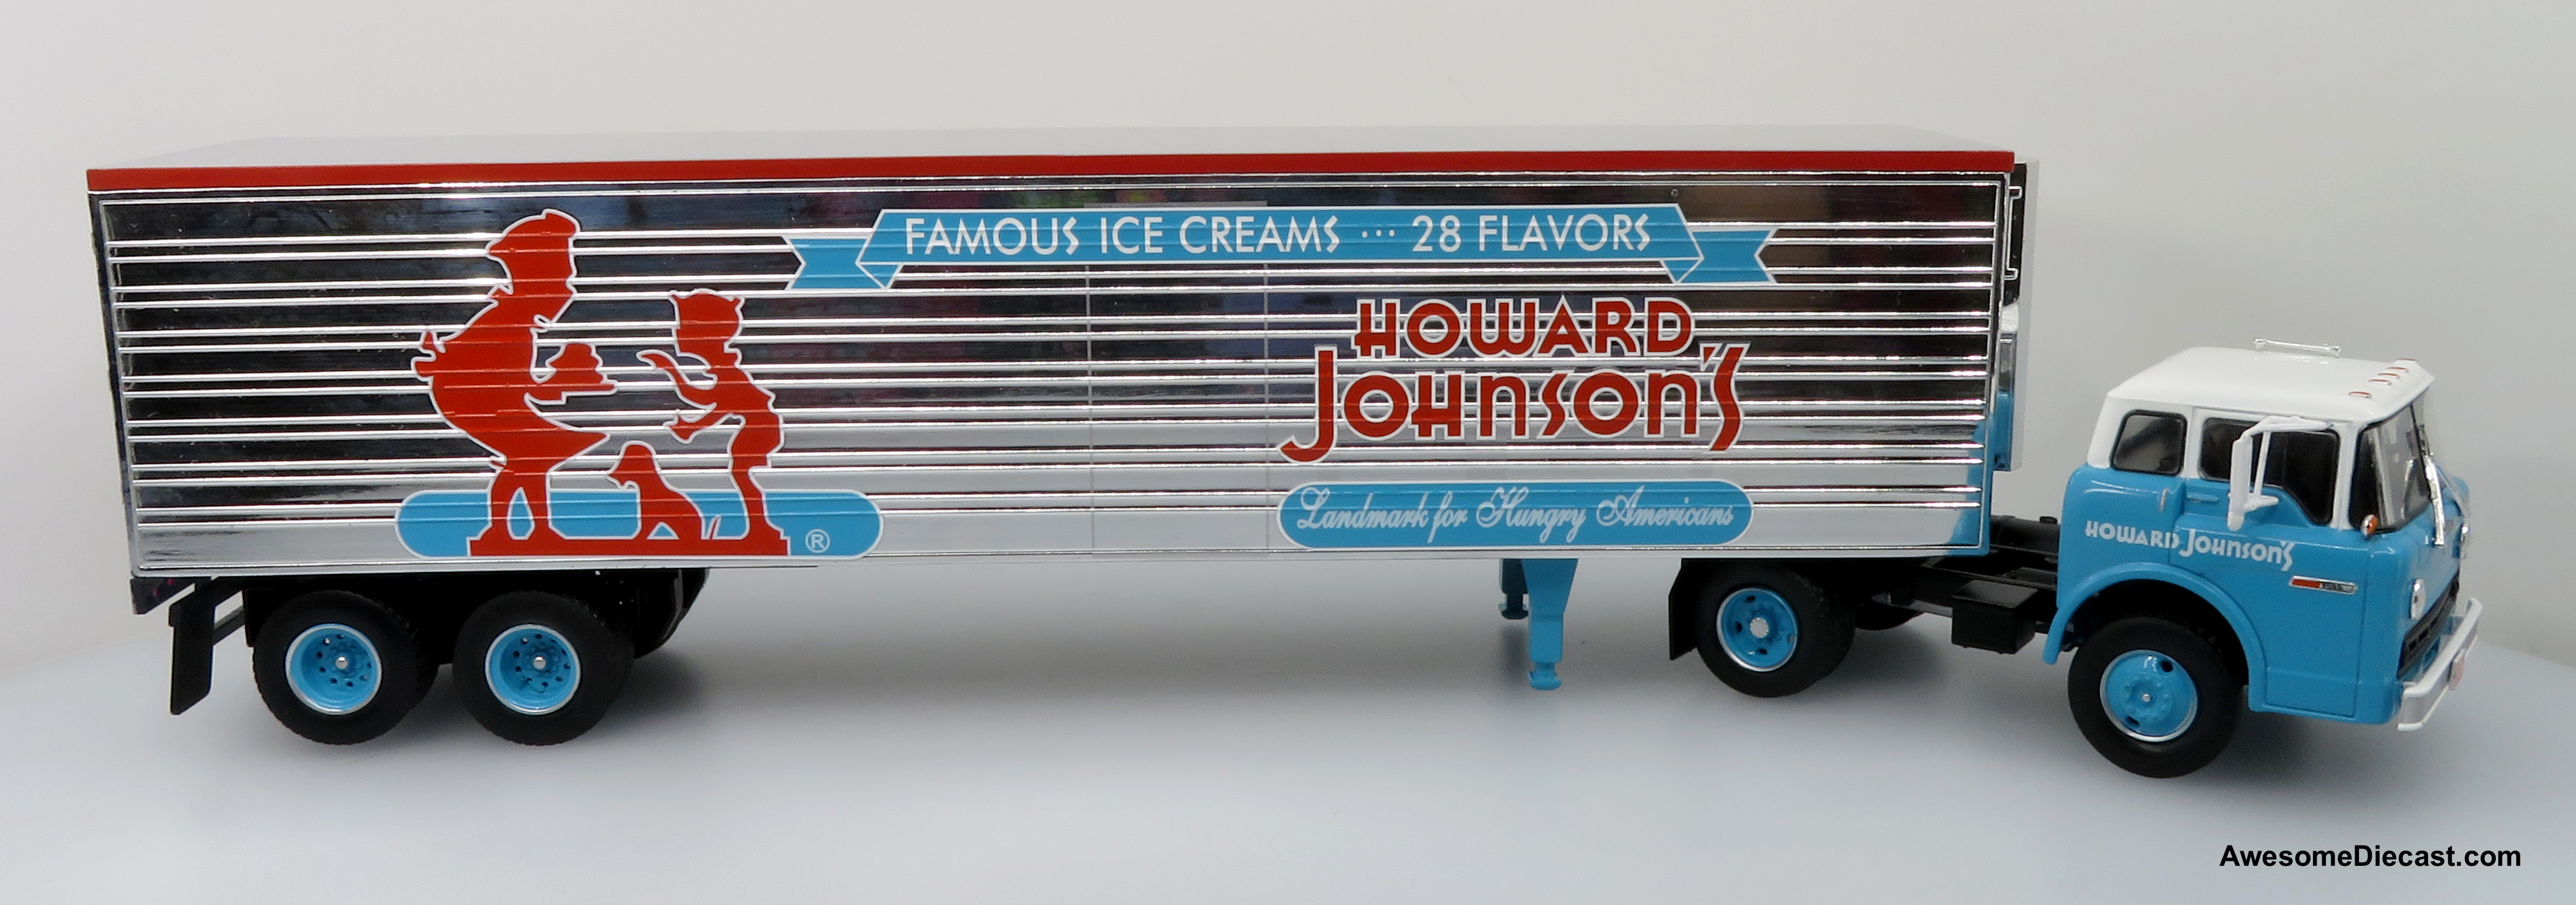 FAMOUS ICE CREAMS ··· 28 FLAVORS
HOWARD
JOHNSON'S
Landmark for Hungry Americans
®
HOWARD JOHNSON'S
AwesomeDiecast.com